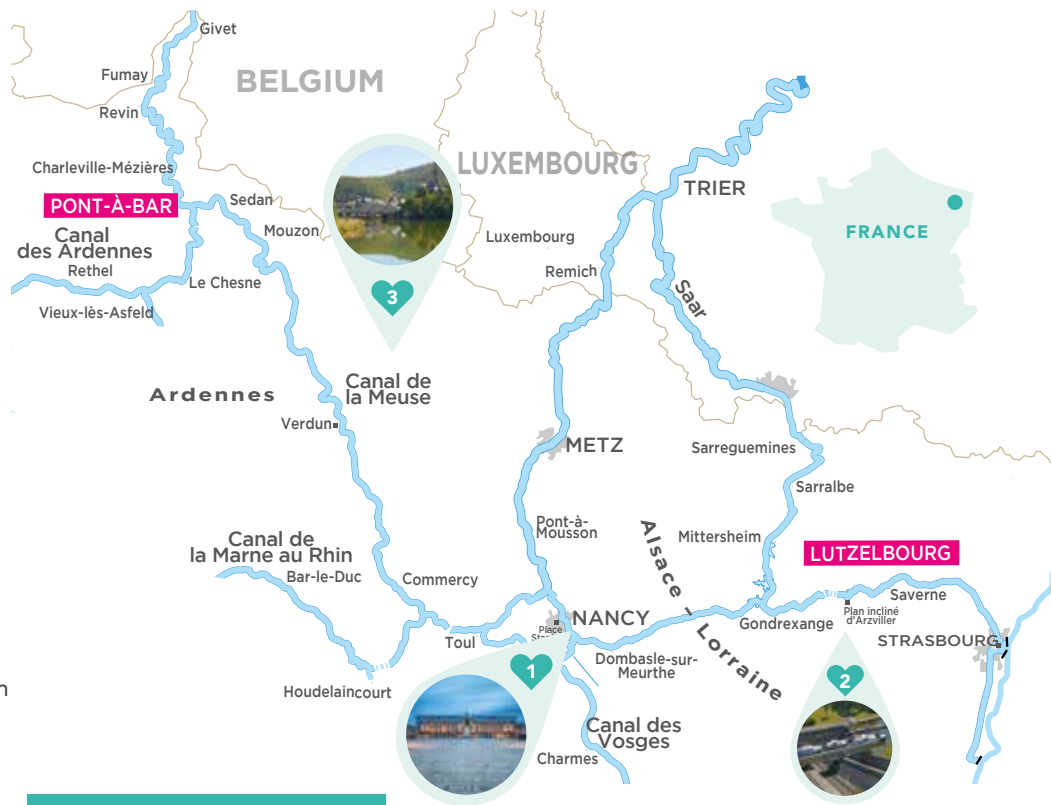 Givet
Fumay
BELGIUM
Revin
Charleville-Mézières
LUXEMBOURG
TRIER
PONT-À-BAR
Sedan
FRANCE
Canal
des Ardennes
Mouzon
Luxembourg
Rethel
Remich
Le Chesne
Saar
3
Vieux-lès-Asfeld
Ardennes
Canal de
la Meuse
Verdun
METZ
Sarreguemines
Sarralbe
Pont-à-
Mousson
Alsace – Lorraine
Mittersheim
Canal de
la Marne au Rhin
LUTZELBOURG
Bar-le-Duc
Commercy
Saverne
Plan incliné
d'Arzviller
NANCY
Place
Gondrexange
Toul
STRASBOURG
Dombasle-sur-
Meurthe
1
2
Houdelaincourt
n
Canal des
Vosges
Charmes